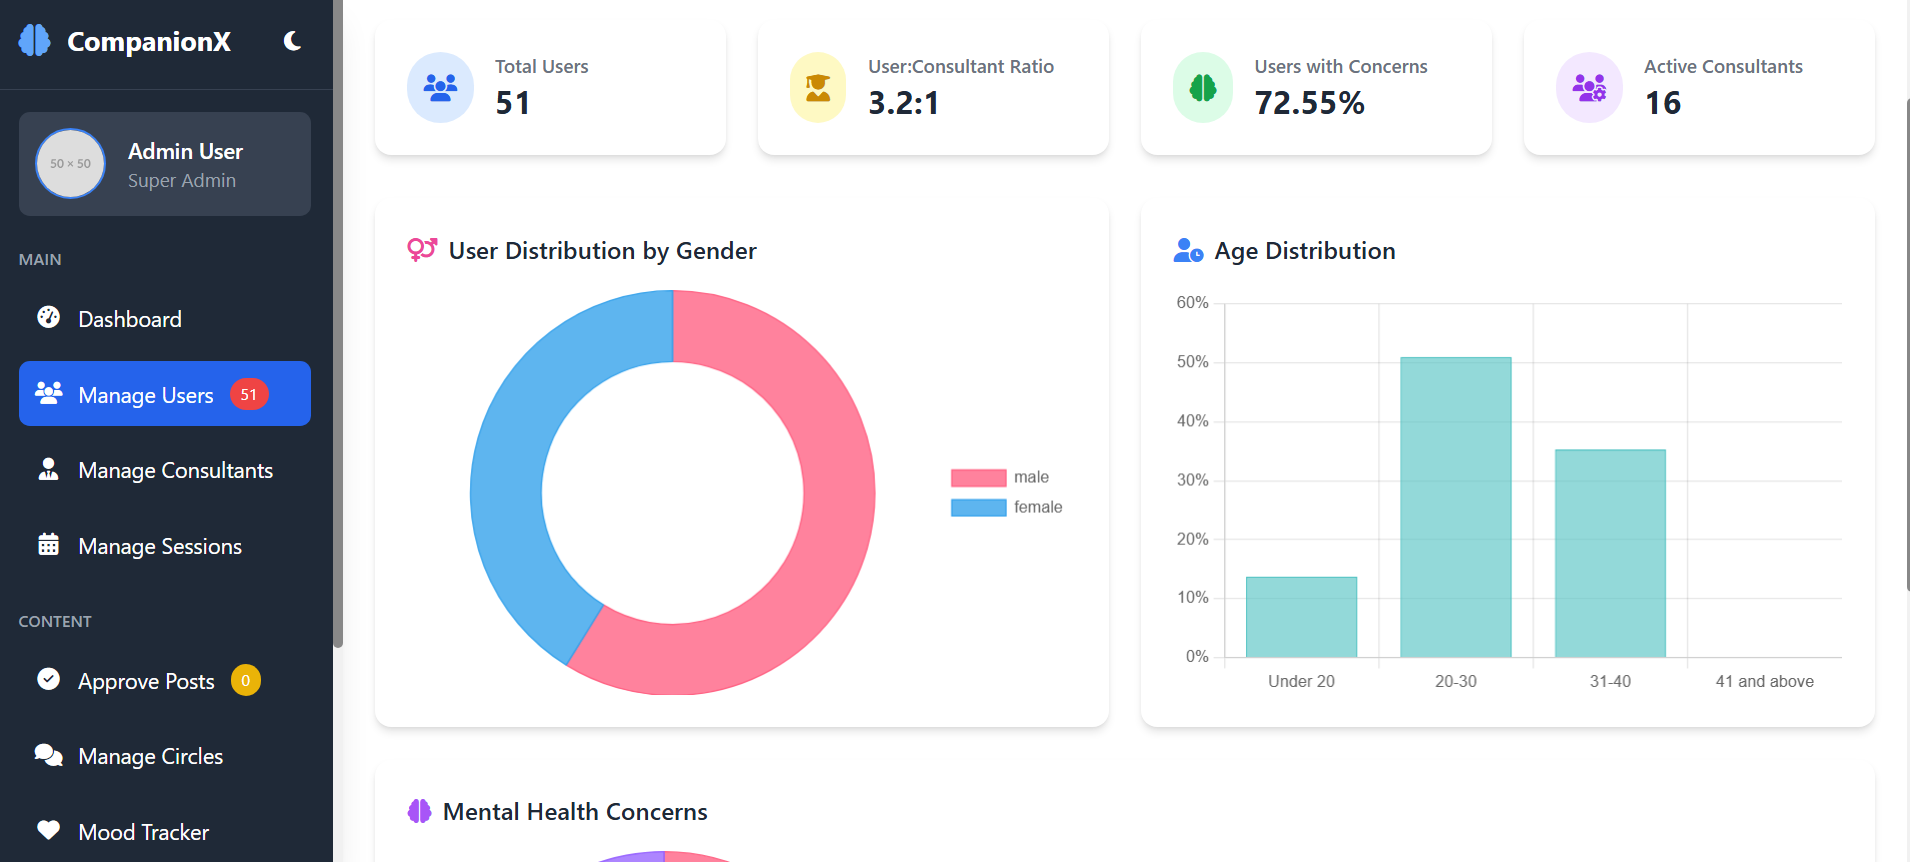 CompanionX
50 × 50
Admin User
Super Admin
MAIN
Dashboard
Manage Users 51
Manage Consultants
Manage Sessions
CONTENT
Approve Posts 0
Manage Circles
Mood Tracker
Total Users
51
User:Consultant Ratio
3.2:1
Users with Concerns
72.55%
Active Consultants
16
User Distribution by Gender
male
female
Age Distribution
60%
50%
40%
30%
20%
10%
0%
Under 20 20-30 31-40 41 and above
Mental Health Concerns